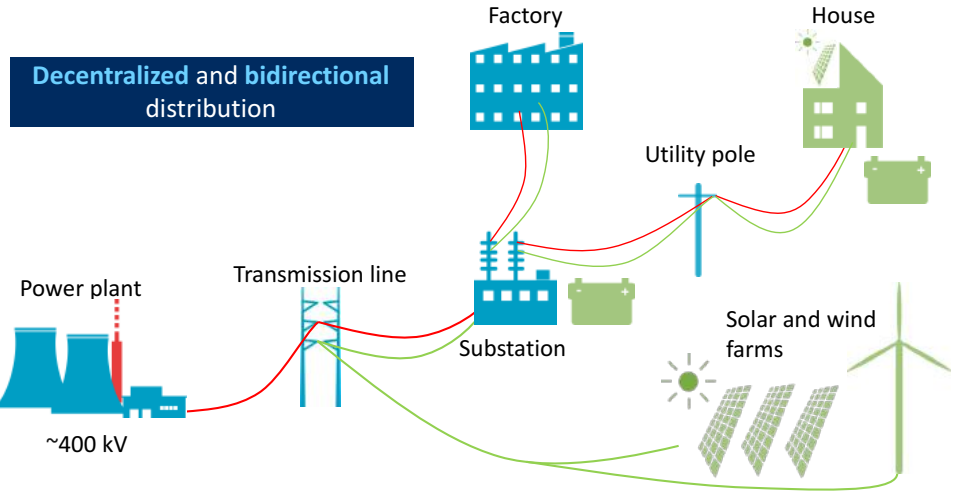 Factory
House
Decentralized and bidirectional
distribution
Utility pole
Transmission line
Power plant
Solar and wind
farms
Substation
~400 kV